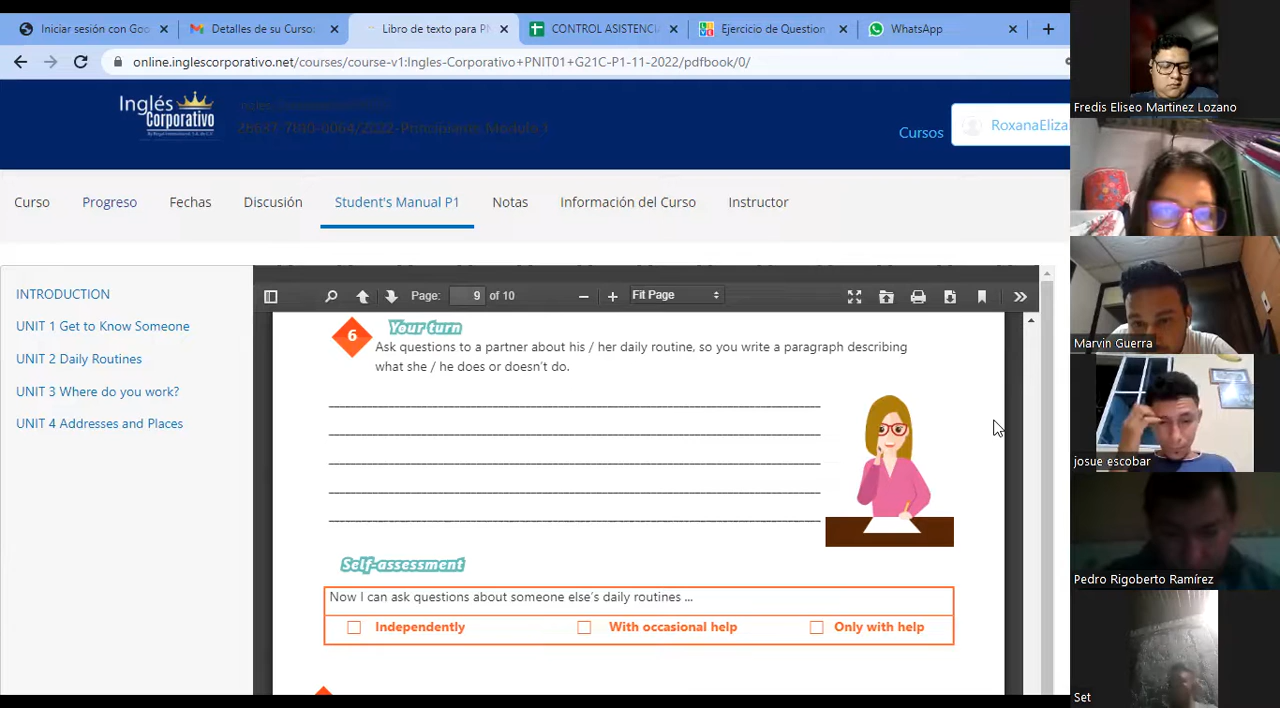 Iniciar sesión con Goo
Detalles de su Curso:
Libro de texto para PN
CONTROL ASISTENCI
Ejercicio de Question
WhatsApp
online.inglescorporativo.net/courses/course-v1:Ingles-Corporativo+PNIT01+G21C-P1-11-2022/pdfbook/0/
Inglés
Corporativo
Cursos
RoxanaEliza
Curso
Progreso
Fechas
Discusión
Student's Manual P1
Notas
Información del Curso
Instructor
INTRODUCTION
UNIT 1 Get to Know Someone
UNIT 2 Daily Routines
UNIT 3 Where do you work?
UNIT 4 Addresses and Places
Page: 9 of 10
Fit Page
6 Your turn
Ask questions to a partner about his / her daily routine, so you write a paragraph describing
what she / he does or doesn't do.
Self-assessment
Now I can ask questions about someone else's daily routines ...
Independently
With occasional help
Only with help
Fredis Eliseo Martinez Lozano
Marvin Guerra
josue escobar
Pedro Rigoberto Ramírez
Set